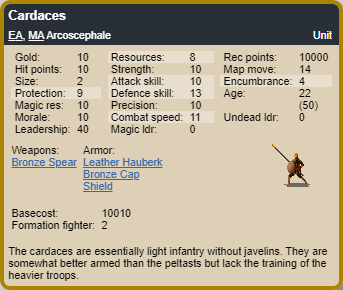 Cardaces
EA, MA Arcoscephale Unit
Gold: 10 Resources: 8 Rec points: 10000
Hit points: 10 Strength: 10 Map move: 14
Size: 2 Attack skill: 10 Encumbrance: 4
Protection: 9 Defence skill: 13 Age: 22
Magic res: 10 Precision: 10 (50)
Morale: 10 Combat speed: 11 Undead ldr: 0
Leadership: 40 Magic ldr: 0
Weapons: Armor:
Bronze Spear Leather Hauberk
Bronze Cap
Shield
Basecost: 10010
Formation fighter: 2
The cardaces are essentially light infantry without javelins. They are
somewhat better armed than the peltasts but lack the training of the
heavier troops.